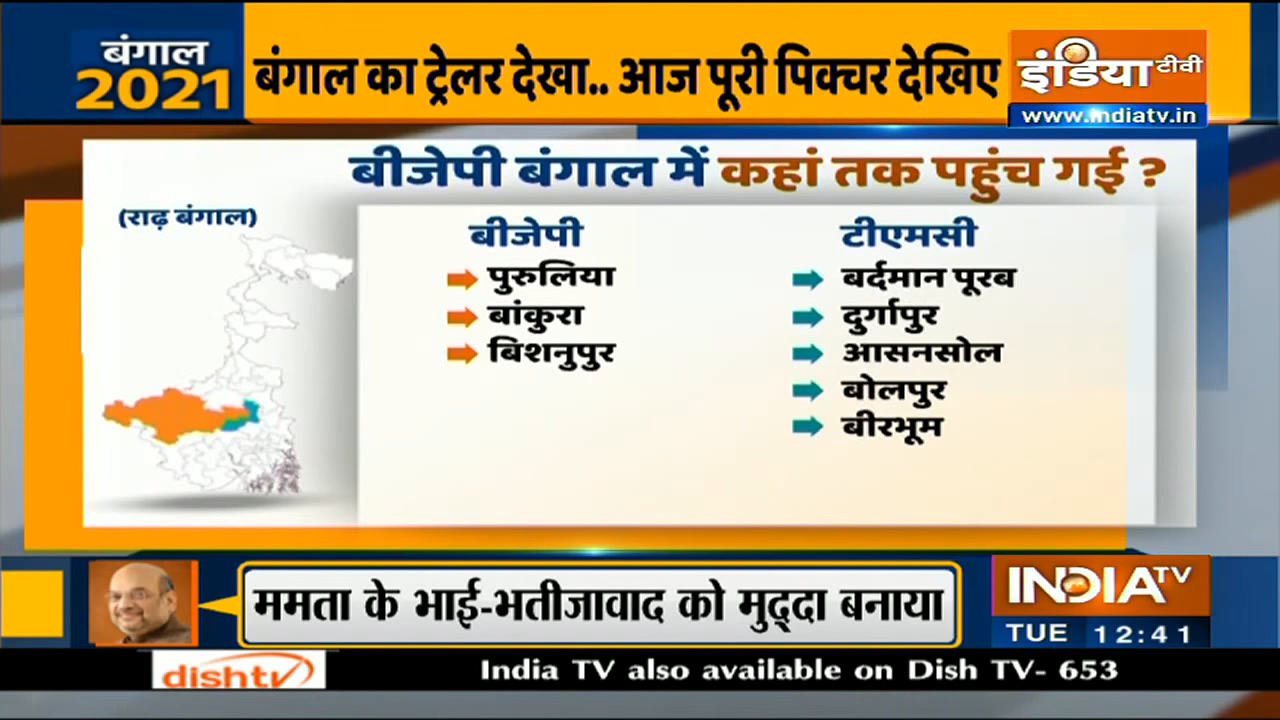 बंगाल
2021
बंगाल का ट्रेलर देखा.. आज पूरी पिक्चर देखिए
इंडिया टीवी
www.indiatv.in
बीजेपी बंगाल में कहां तक पहुंच गई ?
(राढ़ बंगाल)
बीजेपी
पुरुलिया
बांकुरा
बिशनुपुर
टीएमसी
बर्दमान पूरब
दुर्गापुर
आसनसोल
बोलपुर
बीरभूम
ममता के भाई-भतीजावाद को मुद्दा बनाया
INDIA TV
TUE 12:41
dishtv
India TV also available on Dish TV- 653